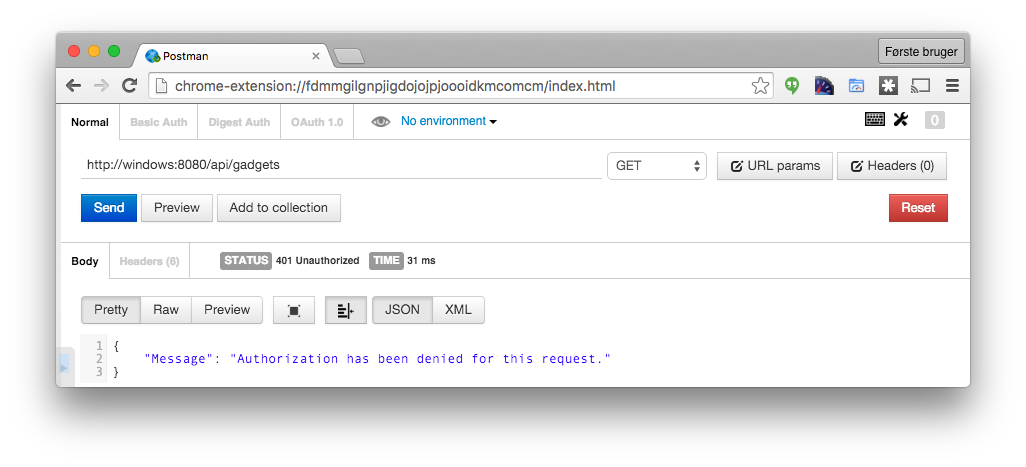 Postman
Første bruger
chrome-extension://fdmmgilgnpjigdojojpjoooidkmcomcm/index.html
Normal Basic Auth Digest Auth OAuth 1.0 No environment 0
http://windows:8080/api/gadgets GET URL params Headers (0)
Send Preview Add to collection Reset
Body Headers (6) STATUS 401 Unauthorized TIME 31 ms
Pretty Raw Preview JSON XML
1 {
2 "Message": "Authorization has been denied for this request."
3 }